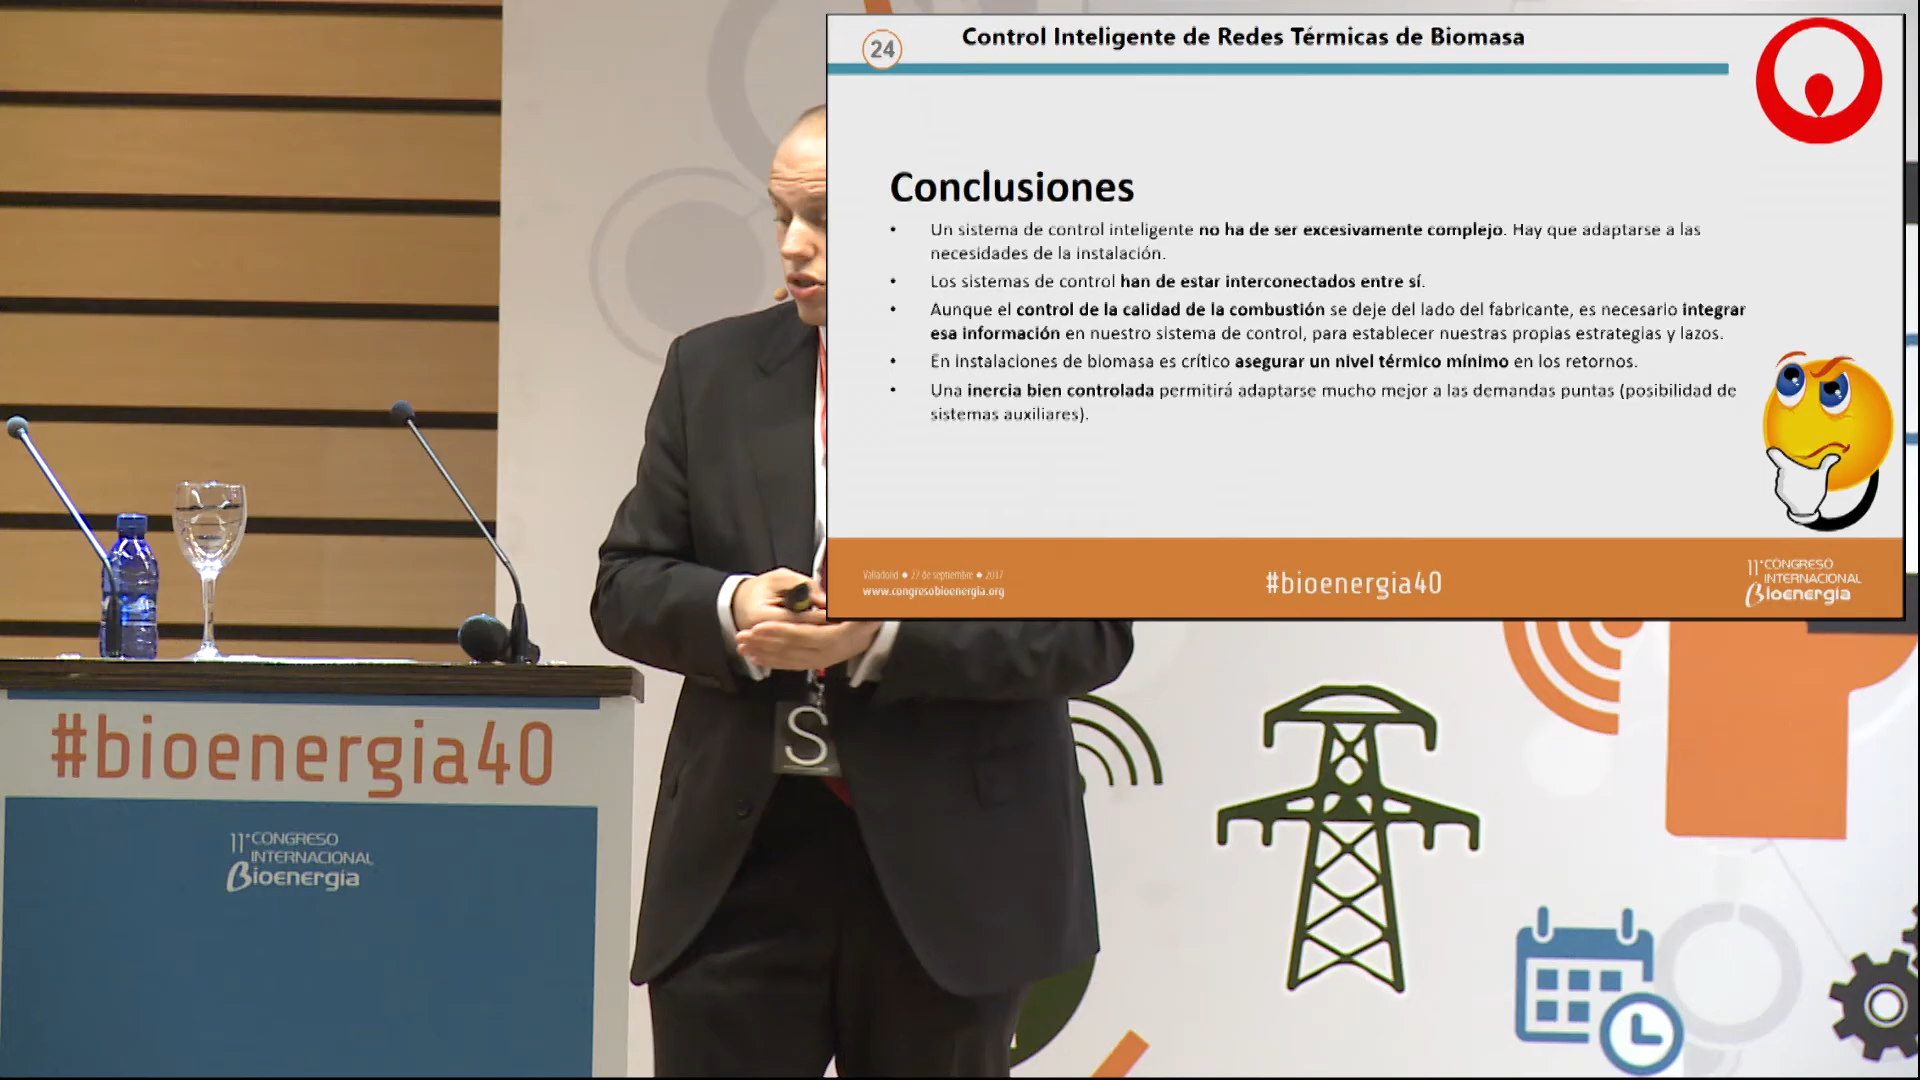 24
Control Inteligente de Redes Térmicas de Biomasa
Conclusiones
• Un sistema de control inteligente no ha de ser excesivamente complejo. Hay que adaptarse a las
necesidades de la instalación.
• Los sistemas de control han de estar interconectados entre sí.
• Aunque el control de la calidad de la combustión se deje del lado del fabricante, es necesario integrar
esa información en nuestro sistema de control, para establecer nuestras propias estrategias y lazos.
• En instalaciones de biomasa es crítico asegurar un nivel térmico mínimo en los retornos.
• Una inercia bien controlada permitirá adaptarse mucho mejor a las demandas puntas (posibilidad de
sistemas auxiliares).
Valladolid ◆ 27 de septiembre ◆ 2017
www.congresobioenergia.org
#bioenergia40
11º CONGRESO
INTERNACIONAL
Bioenergía
S
#bioenergia40
11º CONGRESO
INTERNACIONAL
Bioenergía